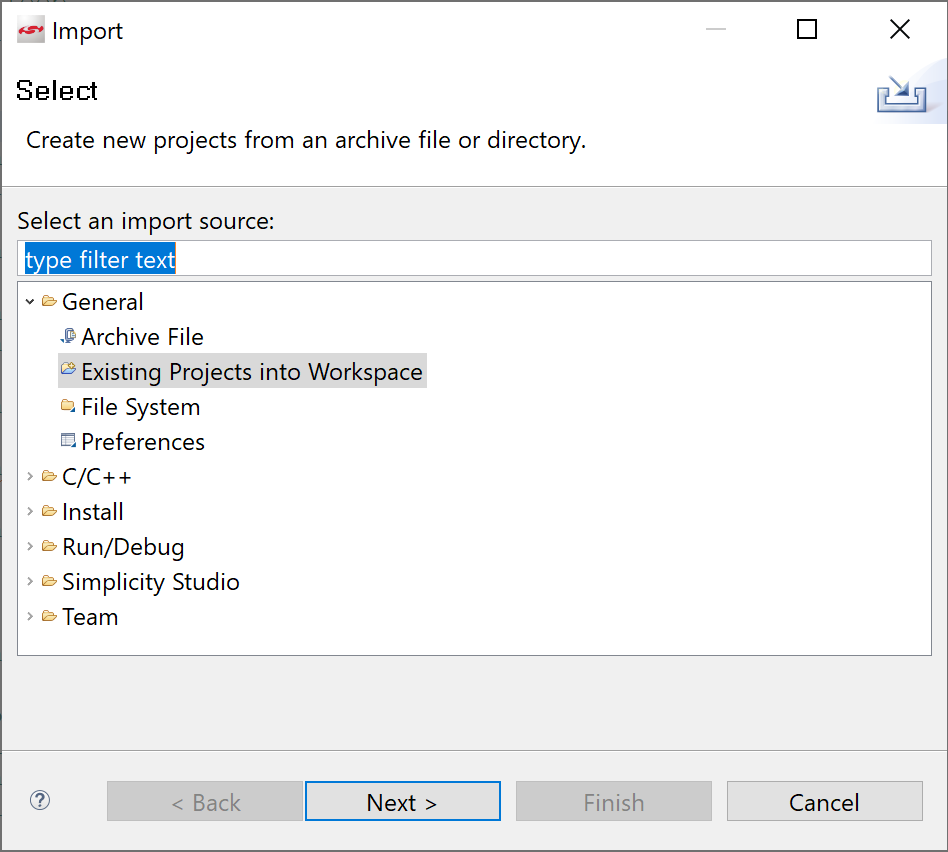 Import
Select
Create new projects from an archive file or directory.
Select an import source:
type filter text
General
Archive File
Existing Projects into Workspace
File System
Preferences
C/C++
Install
Run/Debug
Simplicity Studio
Team
? < Back Next > Finish Cancel